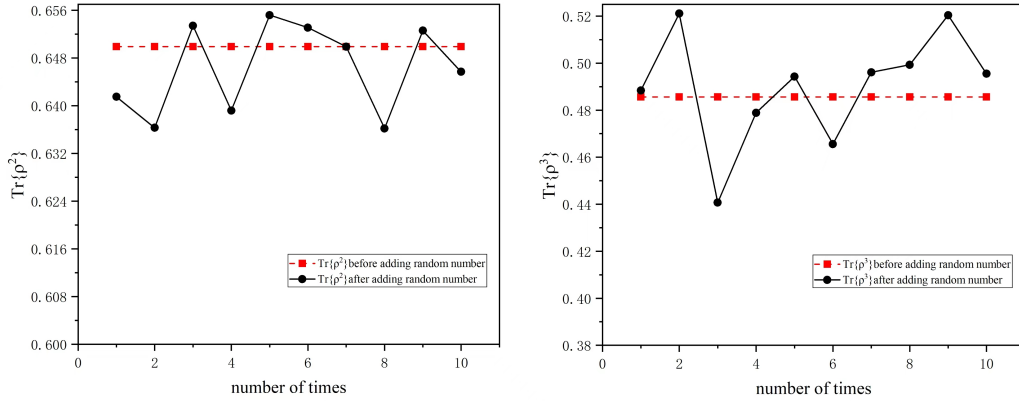 0.656
0.648
0.640
0.632
0.624
0.616
0.608
0.600
Tr{ρ²}
0 2 4 6 8 10
number of times
Tr{ρ²}before adding random number
Tr{ρ²}after adding random number
0.52
0.50
0.48
0.46
0.44
0.42
0.40
0.38
Tr{ρ³}
0 2 4 6 8 10
number of times
Tr{ρ³}before adding random number
Tr{ρ³}after adding random number